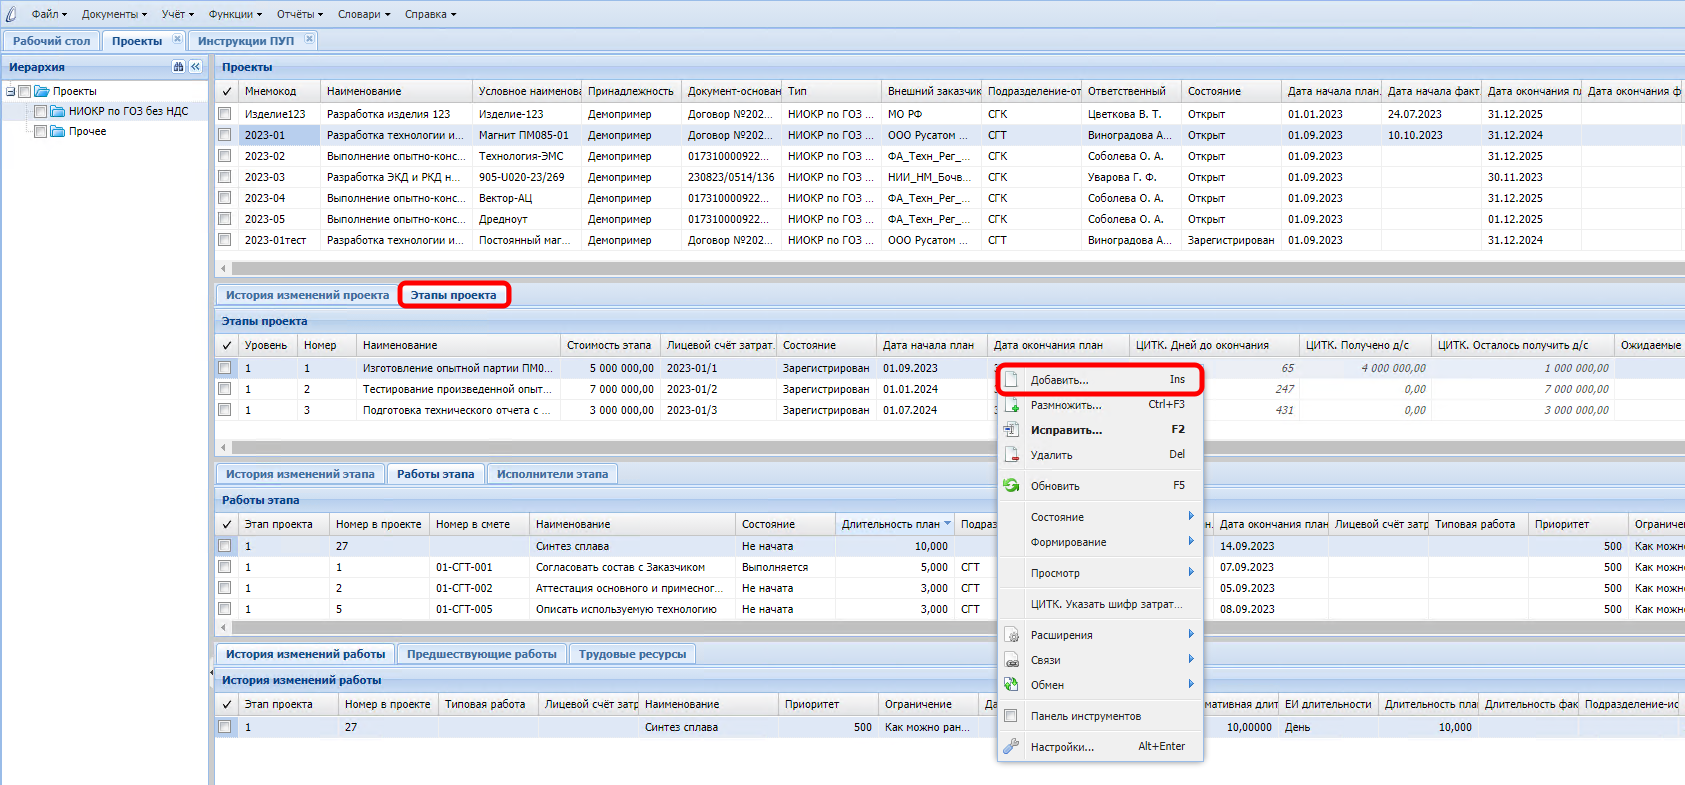 Файл Документы Учёт Функции Отчёты Словари Справка
Рабочий стол Проекты Инструкции ПУП
Иерархия
Проекты
НИОКР по ГОЗ без НДС
Прочее
Проекты
Мнемокод Наименование Условное наименова Принадлежность Документ-основан Тип Внешний заказчик Подразделение-от Ответственный Состояние Дата начала план. Дата начала факт. Дата окончания пл Дата окончания ф
Изделие123 Разработка изделия 123 Изделие-123 Демопример Договор №202... НИОКР по ГОЗ ... МО РФ СГК Цветкова В. Т. Открыт 01.01.2023 24.07.2023 31.12.2025
2023-01 Разработка технологии и... Магнит ПМ085-01 Демопример Договор №202... НИОКР по ГОЗ ... ООО Русатом ... СГТ Виноградова А... Открыт 01.09.2023 10.10.2023 31.12.2024
2023-02 Выполнение опытно-конс... Технология-ЭМС Демопример 017310000922... НИОКР по ГОЗ ... ФА_Техн_Рег_... СГК Соболева О. А. Открыт 01.09.2023 31.12.2025
2023-03 Разработка ЭКД и РКД н... 905-U020-23/269 Демопример 230823/0514/136 НИОКР по ГОЗ ... НИИ_НМ_Бочв... СГК Уварова Г. Ф. Открыт 01.09.2023 30.11.2023
2023-04 Выполнение опытно-конс... Вектор-АЦ Демопример 017310000922... НИОКР по ГОЗ ... ФА_Техн_Рег_... СГК Соболева О. А. Открыт 01.09.2023 31.12.2025
2023-05 Выполнение опытно-конс... Дредноут Демопример 017310000922... НИОКР по ГОЗ ... ФА_Техн_Рег_... СГК Соболева О. А. Открыт 01.09.2023 01.12.2025
2023-01тест Разработка технологии и... Постоянный маг... Демопример Договор №202... НИОКР по ГОЗ ... ООО Русатом ... СГТ Виноградова А... Зарегистрирован 01.09.2023 31.12.2024
История изменений проекта Этапы проекта
Этапы проекта
Уровень Номер Наименование Стоимость этапа Лицевой счёт затрат. Состояние Дата начала план Дата окончания план ЦИТК. Дней до окончания ЦИТК. Получено д/с ЦИТК. Осталось получить д/с Ожидаемые
1 1 Изготовление опытной партии ПМ0... 5 000 000,00 2023-01/1 Зарегистрирован 01.09.2023 65 4 000 000,00 1 000 000,00
1 2 Тестирование произведенной опыт... 7 000 000,00 2023-01/2 Зарегистрирован 01.01.2024 247 0,00 7 000 000,00
1 3 Подготовка технического отчета с ... 3 000 000,00 2023-01/3 Зарегистрирован 01.07.2024 431 0,00 3 000 000,00
Добавить... Ins
Размножить... Ctrl+F3
Исправить... F2
Удалить Del
Обновить F5
Состояние
Формирование
Просмотр
ЦИТК. Указать шифр затрат...
Расширения
Связи
Обмен
Панель инструментов
Настройки... Alt+Enter
История изменений этапа Работы этапа Исполнители этапа
Работы этапа
Этап проекта Номер в проекте Номер в смете Наименование Состояние Длительность план Подраз н. Дата окончания план Лицевой счёт затр Типовая работа Приоритет Ограниче
1 27 Синтез сплава Не начата 10,000 14.09.2023 500 Как можно
1 1 01-СГТ-001 Согласовать состав с Заказчиком Выполняется 5,000 СГТ 07.09.2023 500 Как можно
1 2 01-СГТ-002 Аттестация основного и примесног... Не начата 3,000 СГТ 05.09.2023 500 Как можно
1 5 01-СГТ-005 Описать используемую технологию Не начата 3,000 СГТ 08.09.2023 500 Как можно
История изменений работы Предшествующие работы Трудовые ресурсы
История изменений работы
Этап проекта Номер в проекте Типовая работа Лицевой счёт затр Наименование Приоритет Ограничение Да мативная длит ЕИ длительности Длительность пла Длительность фак Подразделение-ис
1 27 Синтез сплава 500 Как можно ран... 10,00000 День 10,000